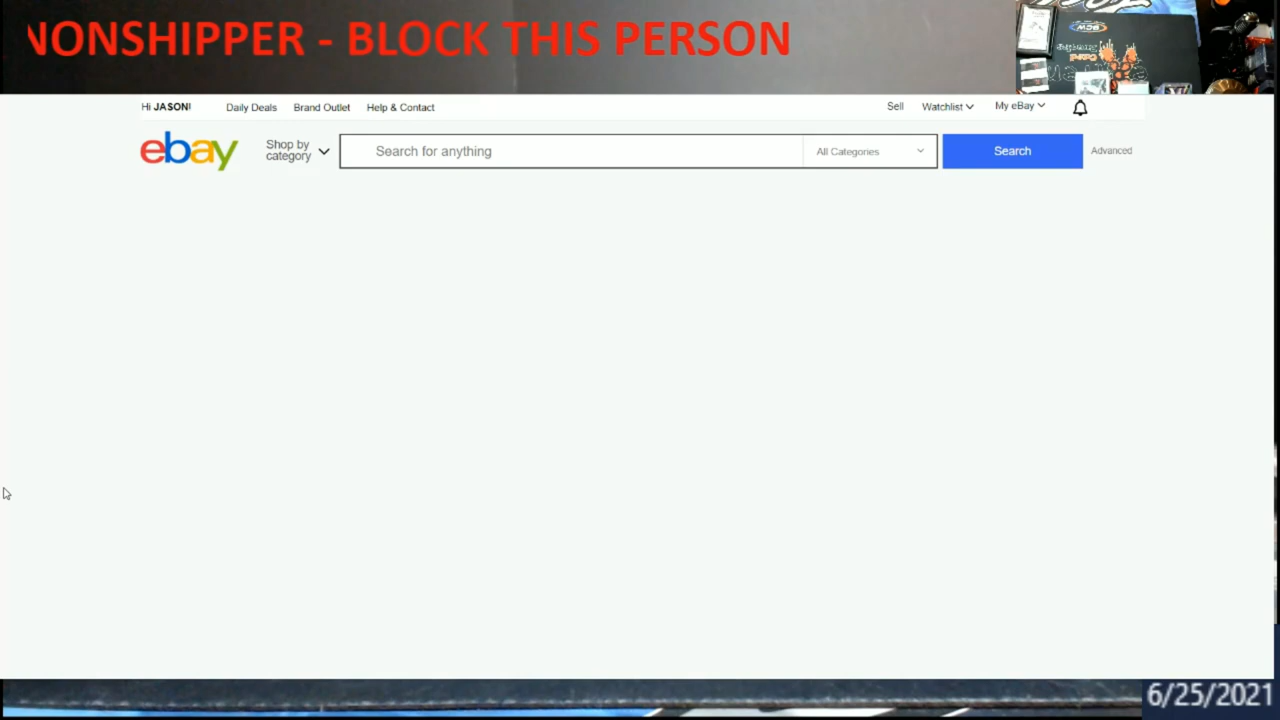 NONSHIPPER - BLOCK THIS PERSON
Hi JASON! Daily Deals Brand Outlet Help & Contact Sell Watchlist My eBay
ebay Shop by category Search for anything All Categories Search Advanced
6/25/2021